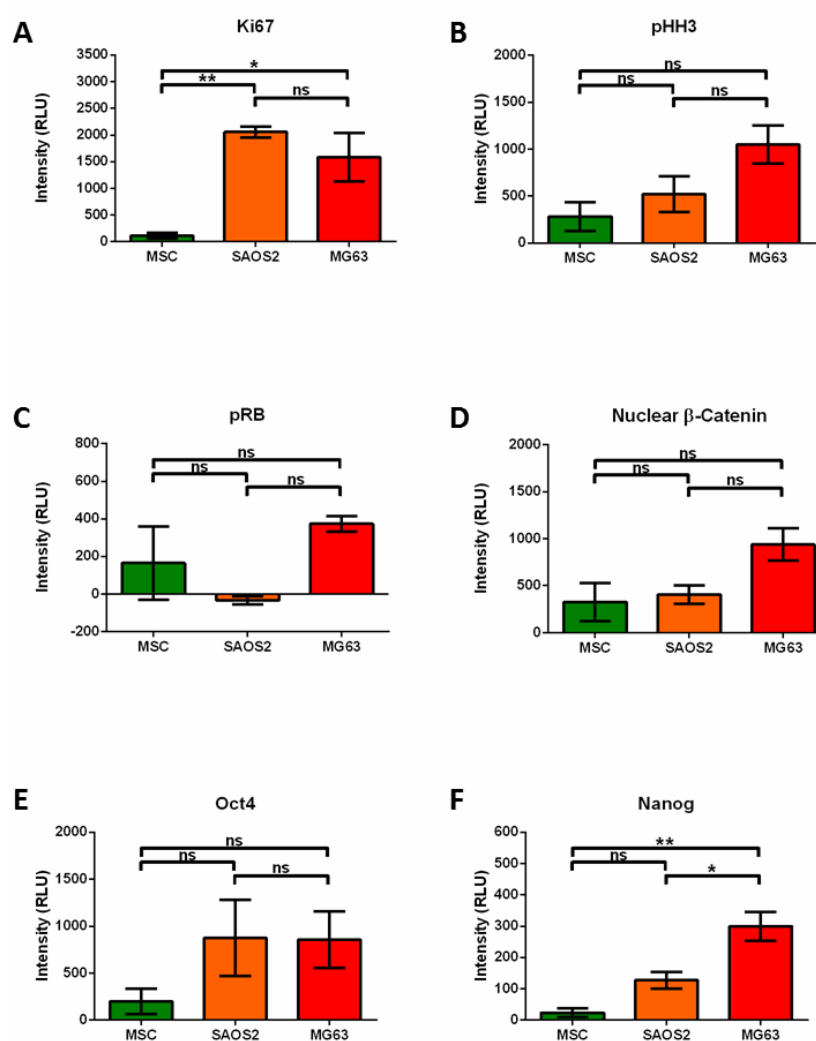 A
Ki67
Intensity (RLU)
3500
3000
2500
2000
1500
1000
500
0
*
**
ns
MSC
SAOS2
MG63
B
pHH3
Intensity (RLU)
2000
1500
1000
500
0
ns
ns
ns
MSC
SAOS2
MG63
C
pRB
Intensity (RLU)
800
600
400
200
0
-200
ns
ns
ns
MSC
SAOS2
MG63
D
Nuclear β-Catenin
Intensity (RLU)
2000
1500
1000
500
0
ns
ns
ns
MSC
SAOS2
MG63
E
Oct4
Intensity (RLU)
2000
1500
1000
500
0
ns
ns
ns
MSC
SAOS2
MG63
F
Nanog
Intensity (RLU)
600
500
400
300
200
100
0
**
ns
*
MSC
SAOS2
MG63